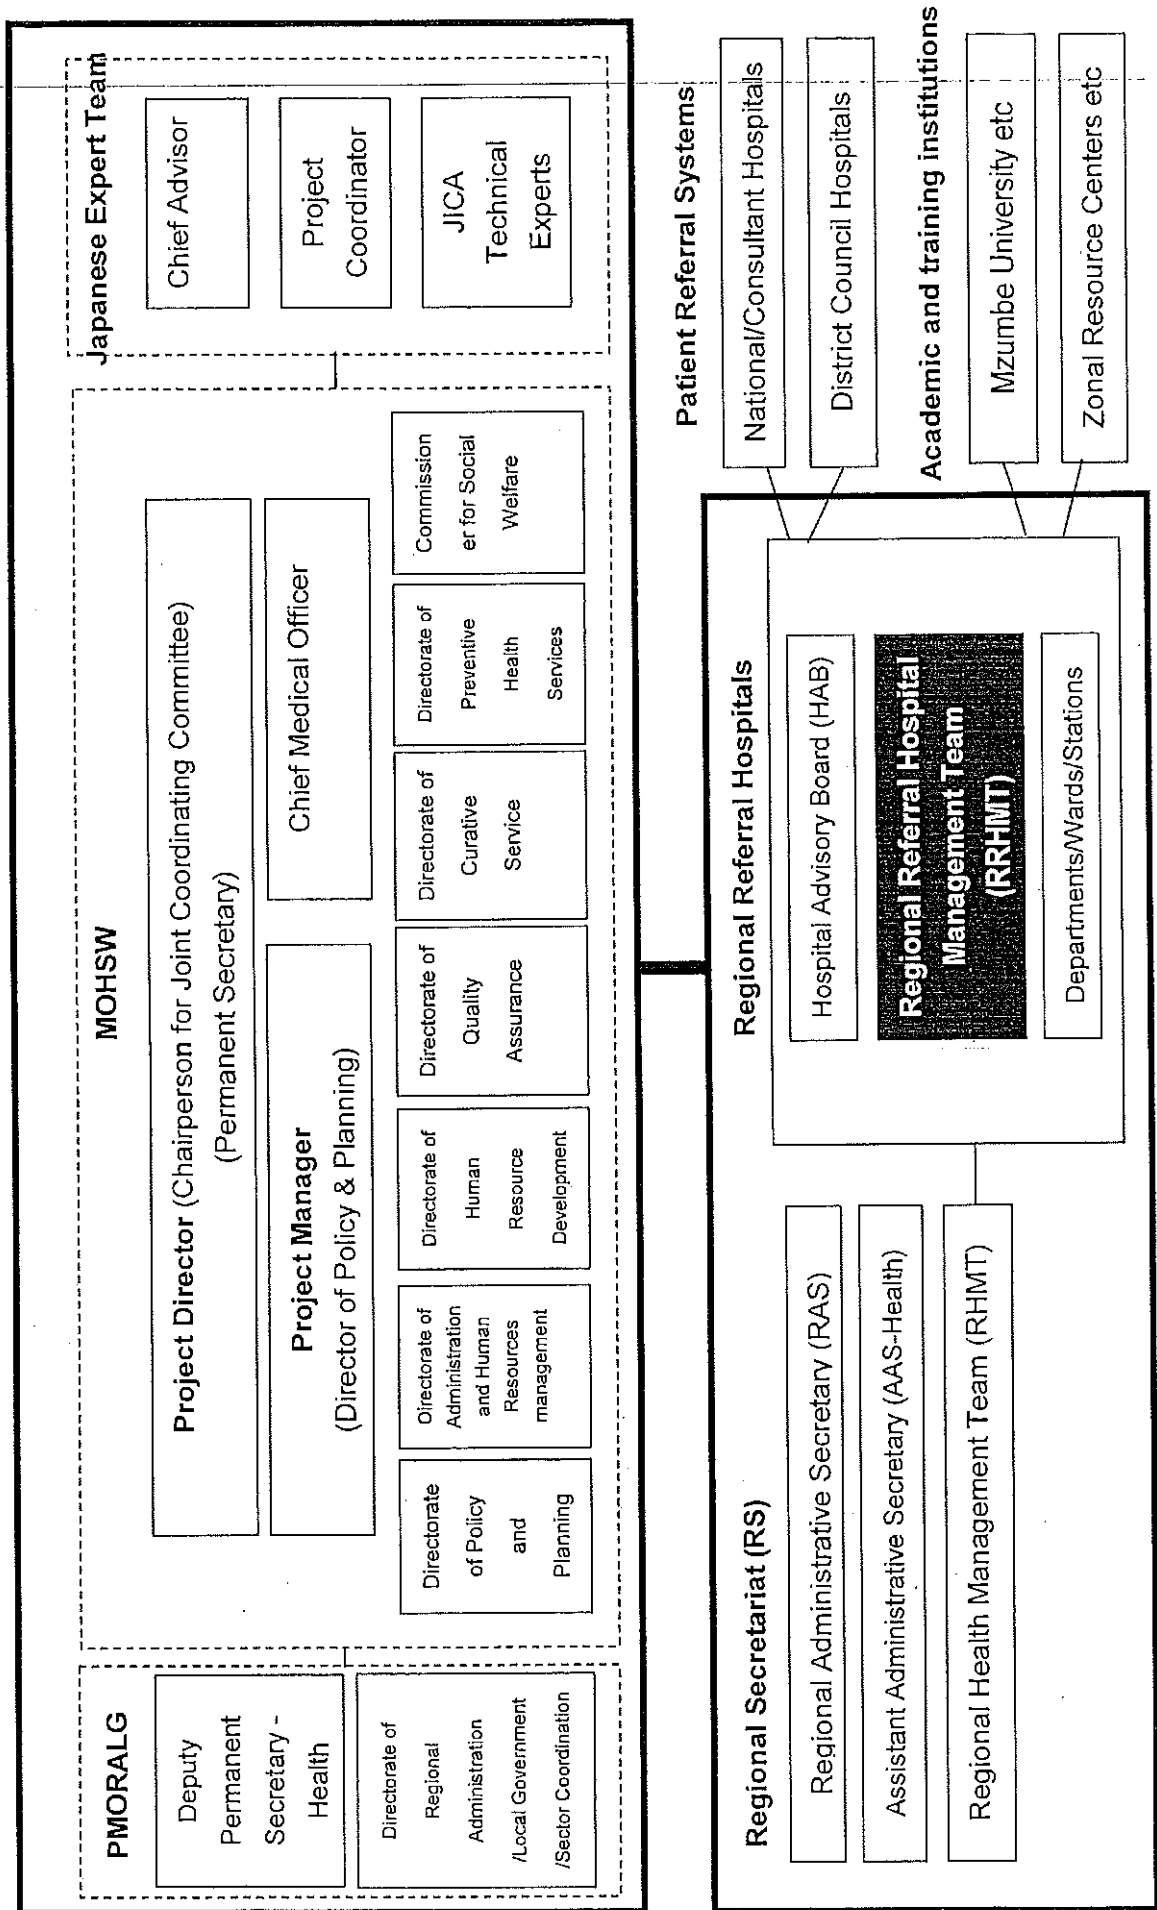 PMORALG
Deputy
Permanent
Secretary -
Health
Directorate of
Regional
Administration
/Local Government
/Sector Coordination
MOHSW
Project Director (Chairperson for Joint Coordinating Committee)
(Permanent Secretary)
Project Manager
(Director of Policy & Planning)
Chief Medical Officer
Directorate
of Policy
and
Planning
Directorate of
Administration
and Human
Resources
management
Directorate of
Human
Resource
Development
Directorate of
Quality
Assurance
Directorate of
Curative
Service
Directorate of
Preventive
Health
Services
Commission
er for Social
Welfare
Japanese Expert Team
Chief Advisor
Project
Coordinator
JICA
Technical
Experts
Regional Secretariat (RS)
Regional Administrative Secretary (RAS)
Assistant Administrative Secretary (AAS-Health)
Regional Health Management Team (RHMT)
Regional Referral Hospitals
Hospital Advisory Board (HAB)
Regional Referral Hospital
Management Team
(RRHMT)
Departments/Wards/Stations
Patient Referral Systems
National/Consultant Hospitals
District Council Hospitals
Academic and training institutions
Mzumbe University etc
Zonal Resource Centers etc